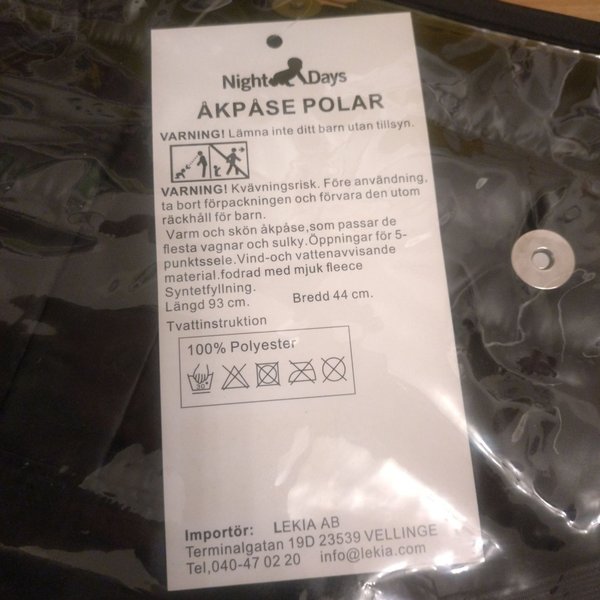 Night Days
ÅKPÅSE POLAR
VARNING! Lämna inte ditt barn utan tillsyn.
VARNING! Kvävningsrisk. Före användning,
ta bort förpackningen och förvara den utom
räckhåll för barn.
Varm och skön åkpåse,som passar de
flesta vagnar och sulky.Öppningar för 5-
punktssele.Vind-och vattenavvisande
material.fodrad med mjuk fleece
Syntetfyllning.
Längd 93 cm. Bredd 44 cm.
Tvattinstruktion
100% Polyester
30
Importör: LEKIA AB
Terminalgatan 19D 23539 VELLINGE
Tel,040-47 02 20 info@lekia.com